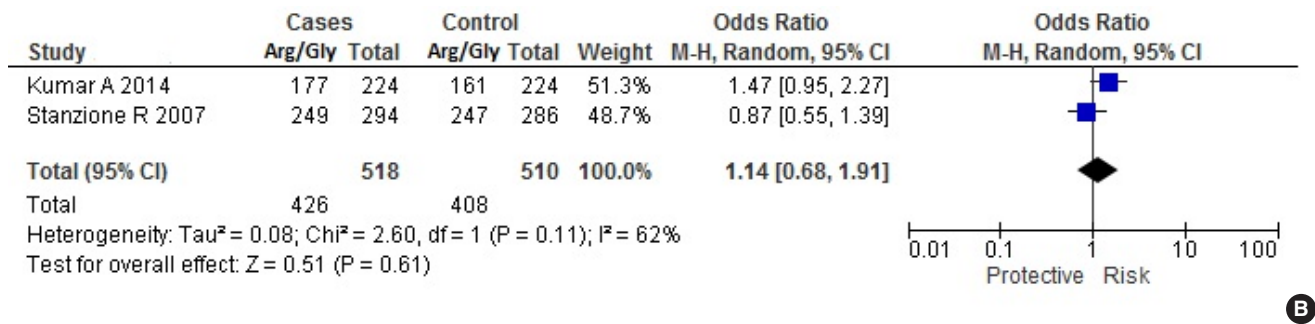 Cases Control Odds Ratio Odds Ratio
Study Arg/Gly Total Arg/Gly Total Weight M-H, Random, 95% CI M-H, Random, 95% CI
Kumar A 2014 177 224 161 224 51.3% 1.47 [0.95, 2.27]
Stanzione R 2007 249 294 247 286 48.7% 0.87 [0.55, 1.39]
Total (95% CI) 518 510 100.0% 1.14 [0.68, 1.91]
Total 426 408
Heterogeneity: Tau² = 0.08; Chi² = 2.60, df = 1 (P = 0.11); I² = 62%
Test for overall effect: Z = 0.51 (P = 0.61)
0.01 0.1 1 10 100
Protective Risk
B